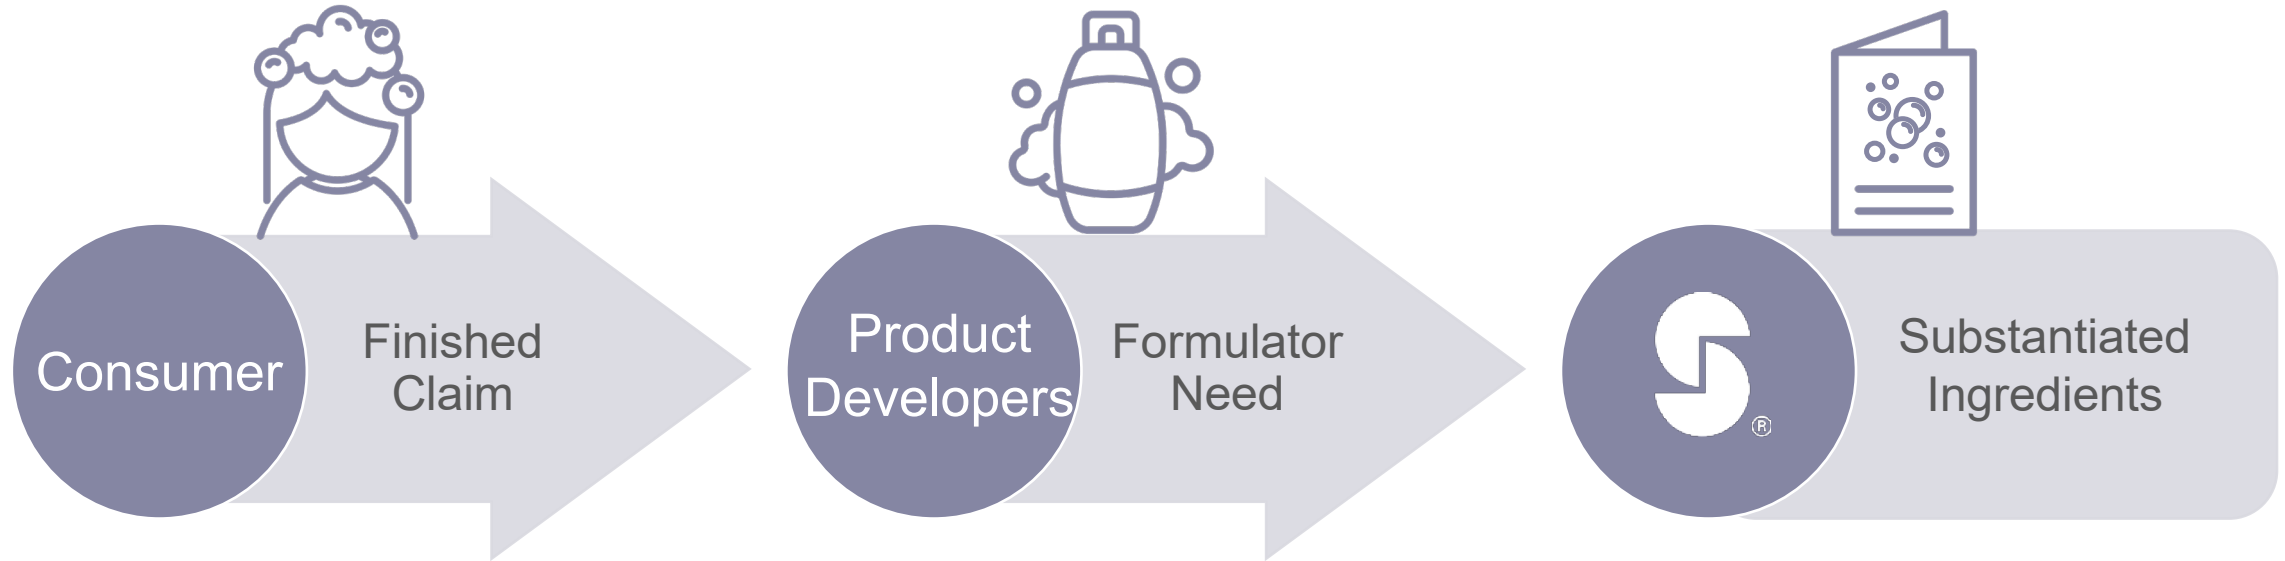 Consumer
Finished
Claim
Product
Developers
Formulator
Need
S
®
Substantiated
Ingredients